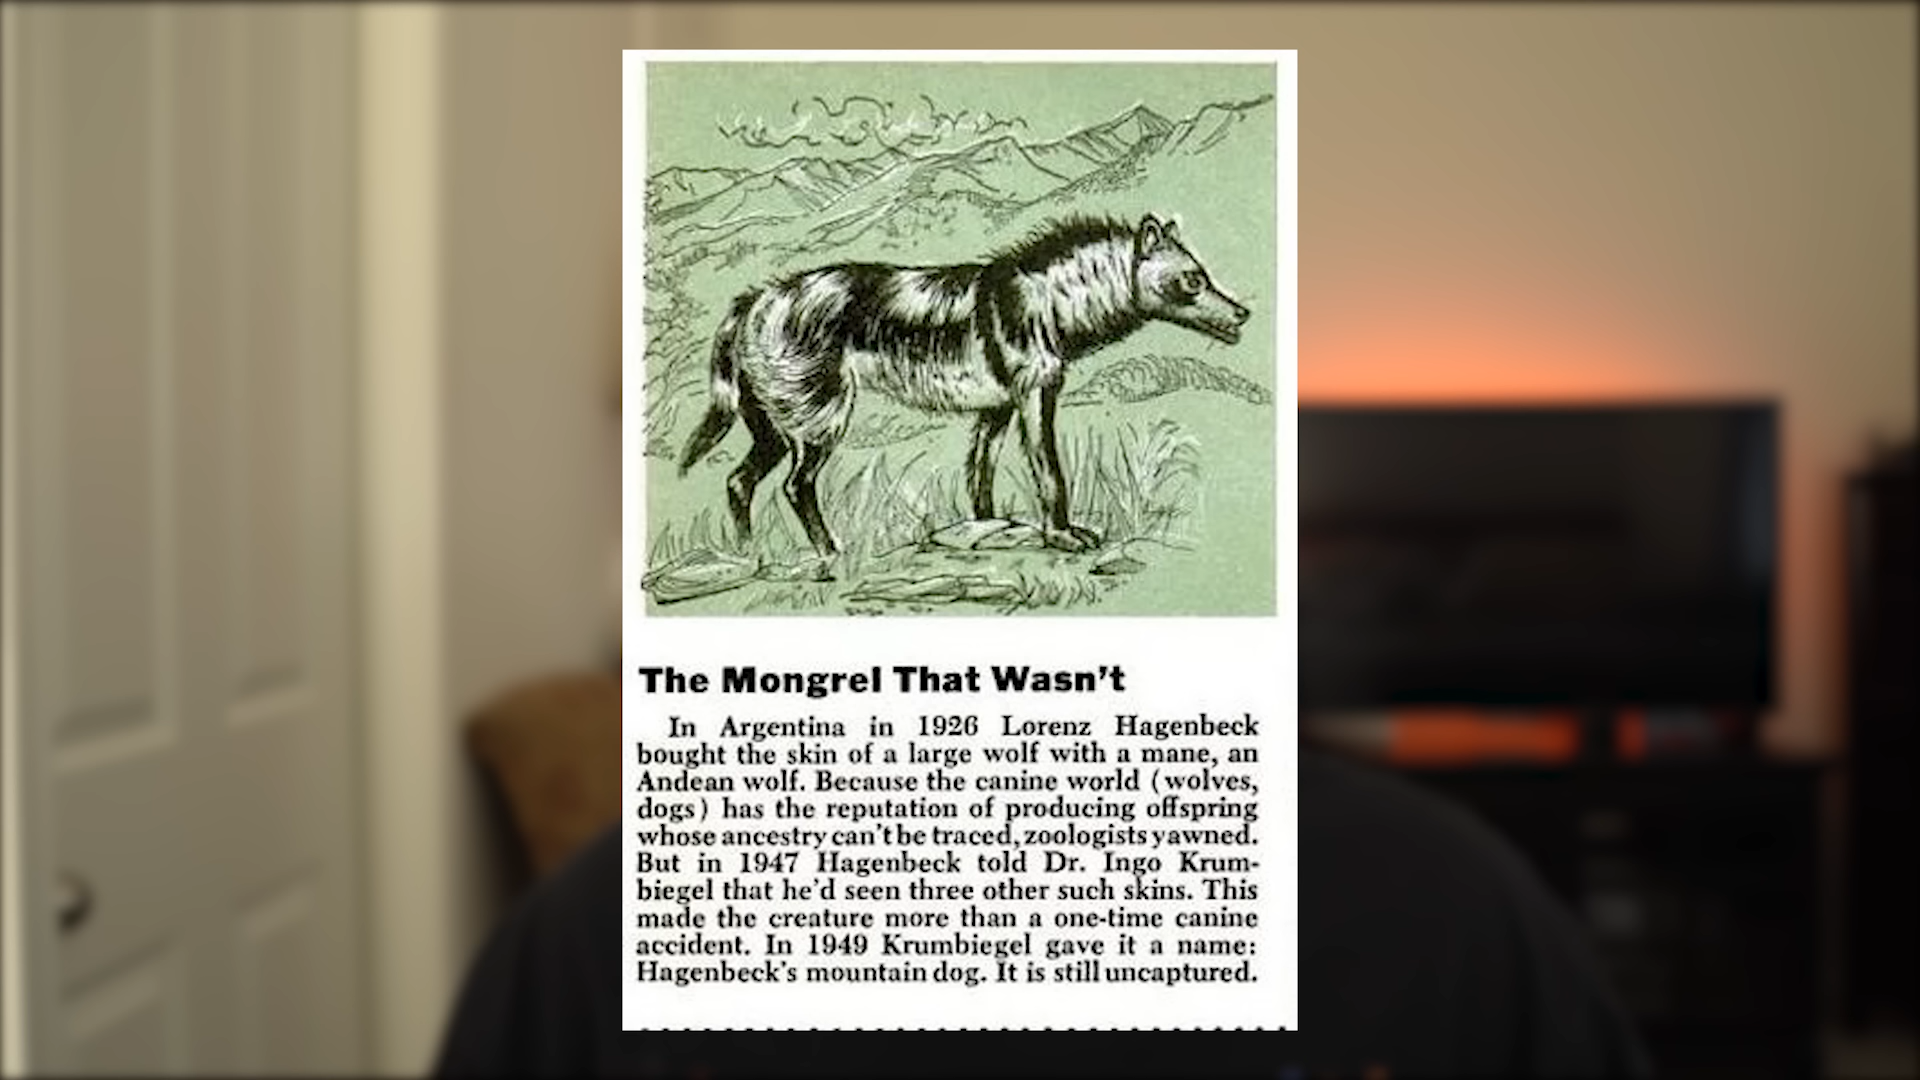 The Mongrel That Wasn't
In Argentina in 1926 Lorenz Hagenbeck
bought the skin of a large wolf with a mane, an
Andean wolf. Because the canine world (wolves,
dogs) has the reputation of producing offspring
whose ancestry can't be traced, zoologists yawned.
But in 1947 Hagenbeck told Dr. Ingo Krum-
biegel that he'd seen three other such skins. This
made the creature more than a one-time canine
accident. In 1949 Krumbiegel gave it a name:
Hagenbeck's mountain dog. It is still uncaptured.